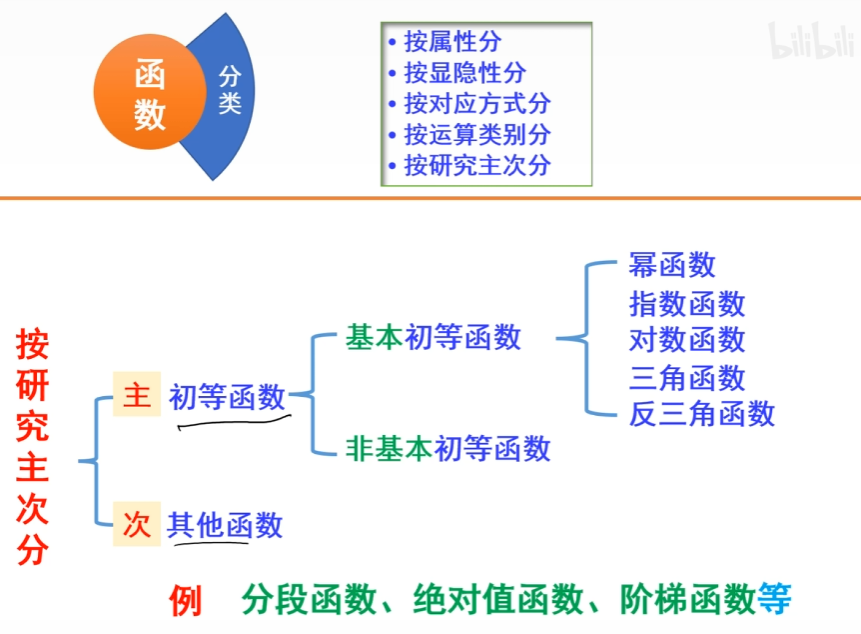 函数
分类
• 按属性分
• 按显隐性分
• 按对应方式分
• 按运算类别分
• 按研究主次分
bilibili
按研究主次分
主 初等函数
基本初等函数
幂函数
指数函数
对数函数
三角函数
反三角函数
非基本初等函数
次 其他函数
例 分段函数、绝对值函数、阶梯函数等